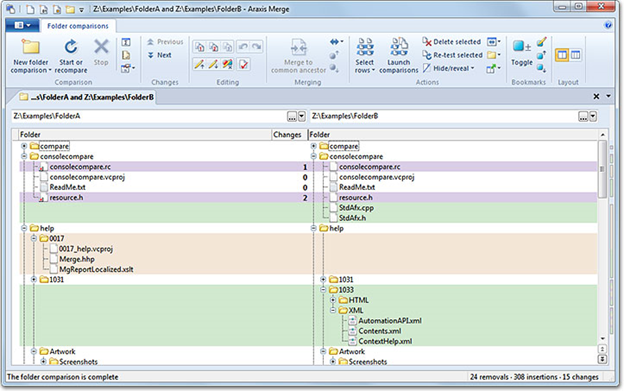 Z:\Examples\FolderA and Z:\Examples\FolderB - Araxis Merge
Folder comparisons
New folder comparison
Start or recompare
Stop
Comparison
Previous
Next
Changes
Editing
Merge to common ancestor
Merging
Select rows
Launch comparisons
Delete selected
Re-test selected
Hide/reveal
Actions
Toggle
Bookmarks
Layout
...s\FolderA and Z:\Examples\FolderB
Z:\Examples\FolderA
Z:\Examples\FolderB
Folder Changes Folder
compare compare
consolecompare consolecompare
consolecompare.rc 1 consolecompare.rc
consolecompare.vcproj 0 consolecompare.vcproj
ReadMe.txt 0 ReadMe.txt
resource.h 2 resource.h
StdAfx.cpp
StdAfx.h
help help
0017
0017_help.vcproj
Merge.hhp
MgReportLocalized.xslt
1031 1031
1033
HTML
XML
AutomationAPI.xml
Contents.xml
ContextHelp.xml
Artwork Artwork
Screenshots Screenshots
The folder comparison is complete
24 removals · 308 insertions · 15 changes